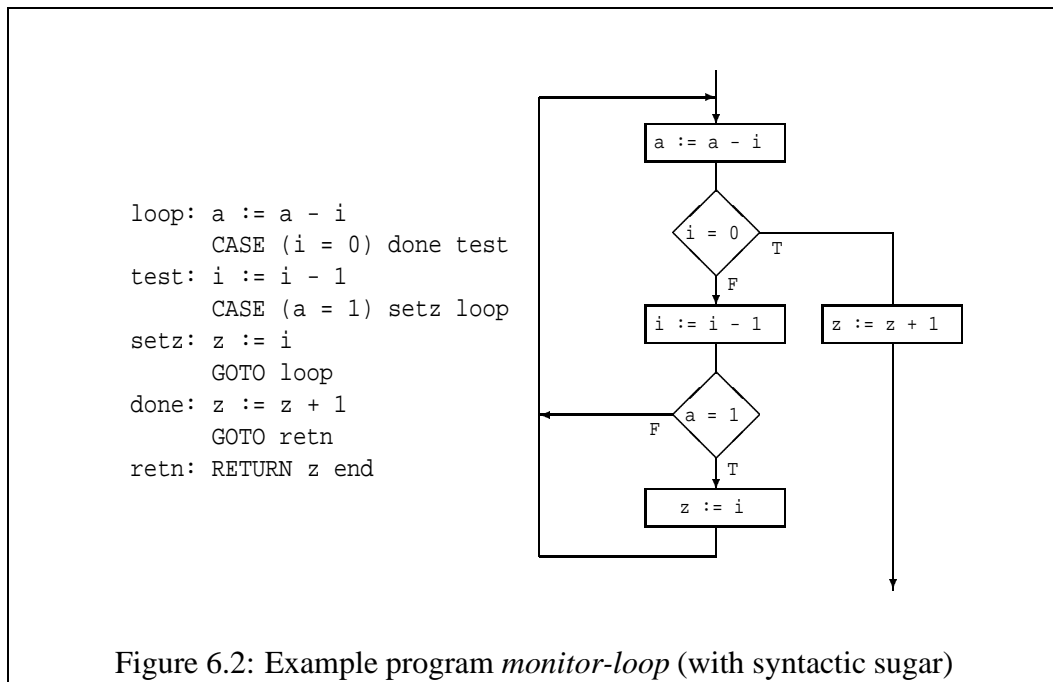 loop: a := a - i
CASE (i = 0) done test
test: i := i - 1
CASE (a = 1) setz loop
setz: z := i
GOTO loop
done: z := z + 1
GOTO retn
retn: RETURN z end
a := a - i
i = 0
T
F
i := i - 1
z := z + 1
a = 1
F
T
z := i
Figure 6.2: Example program monitor-loop (with syntactic sugar)